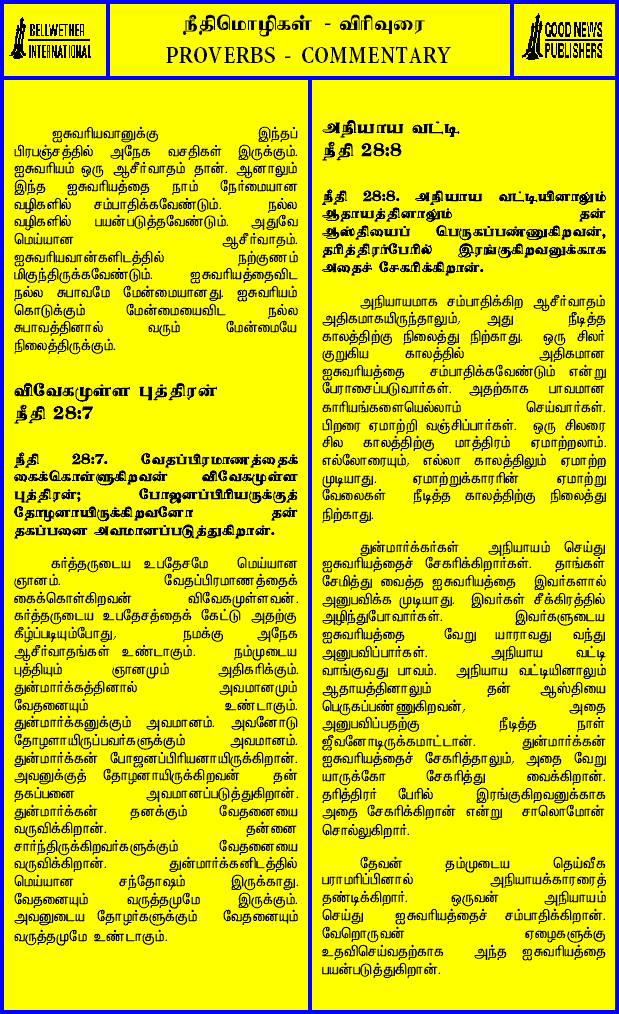 BELLWETHER
INTERNATIONAL
நீதிமொழிகள் - விரிவுரை
PROVERBS - COMMENTARY
GOOD NEWS
PUBLISHERS
ஐசுவரியவானுக்கு இந்தப்
பிரபஞ்சத்தில் அநேக வசதிகள் இருக்கும்.
ஐசுவரியம் ஒரு ஆசீர்வாதம் தான். ஆனாலும்
இந்த ஐசுவரியத்தை நாம் நேர்மையான
வழிகளில் சம்பாதிக்கவேண்டும். நல்ல
வழிகளில் பயன்படுத்தவேண்டும். அதுவே
மெய்யான ஆசீர்வாதம்.
ஐசுவரியவான்களிடத்தில் நற்குணம்
மிகுந்திருக்கவேண்டும். ஐசுவரியத்தைவிட
நல்ல சுபாவமே மேன்மையானது. ஐசுவரியம்
கொடுக்கும் மேன்மையைவிட நல்ல
சுபாவத்தினால் வரும் மேன்மையே
நிலைத்திருக்கும்.
விவேகமுள்ள புத்திரன்
நீதி 28:7
நீதி 28:7. வேதப்பிரமாணத்தைக்
கைக்கொள்ளுகிறவன் விவேகமுள்ள
புத்திரன்; போஜனப்பிரியருக்குத்
தோழனாயிருக்கிறவனோ தன்
தகப்பனை அவமானப்படுத்துகிறான்.
கர்த்தருடைய உபதேசமே மெய்யான
ஞானம். வேதப்பிரமாணத்தைக்
கைக்கொள்கிறவன் விவேகமுள்ளவன்.
கர்த்தருடைய உபதேசத்தைக் கேட்டு அதற்கு
கீழ்ப்படியும்போது, நமக்கு அநேக
ஆசீர்வாதங்கள் உண்டாகும். நம்முடைய
புத்தியும் ஞானமும் அதிகரிக்கும்.
துன்மார்க்கத்தினால் அவமானமும்
வேதனையும் உண்டாகும்.
துன்மார்க்கனுக்கும் அவமானம். அவனோடு
தோழளாயிருப்பவர்களுக்கும் அவமானம்.
துன்மார்க்கன் போஜனப்பிரியனாயிருக்கிறான்.
அவனுக்குத் தோழனாயிருக்கிறவன் தன்
தகப்பனை அவமானப்படுத்துகிறான்.
துன்மார்க்கன் தனக்கும் வேதனையை
வருவிக்கிறான். தன்னை
சார்ந்திருக்கிறவர்களுக்கும் வேதனையை
வருவிக்கிறான். துன்மார்க்கனிடத்தில்
மெய்யான சந்தோஷம் இருக்காது.
வேதனையும் வருத்தமுமே இருக்கும்.
அவனுடைய தோழர்களுக்கும் வேதனையும்
வருத்தமுமே உண்டாகும்.
அநியாய வட்டி
நீதி 28:8
நீதி 28:8. அநியாய வட்டியினாலும்
ஆதாயத்தினாலும் தன்
ஆஸ்தியைப் பெருகப்பண்ணுகிறவன்,
தரித்திரர்பேரில் இரங்குகிறவனுக்காக
அதைச் சேகரிக்கிறான்.
அநியாயமாக சம்பாதிக்கிற ஆசீர்வாதம்
அதிகமாகயிருந்தாலும், அது நீடித்த
காலத்திற்கு நிலைத்து நிற்காது. ஒரு சிலர்
குறுகிய காலத்தில் அதிகமான
ஐசுவரியத்தை சம்பாதிக்கவேண்டும் என்று
பேராசைப்படுவார்கள். அதற்காக பாவமான
காரியங்களையெல்லாம் செய்வார்கள்.
பிறரை ஏமாற்றி வஞ்சிப்பார்கள். ஒரு சிலரை
சில காலத்திற்கு மாத்திரம் ஏமாற்றலாம்.
எல்லோரையும், எல்லா காலத்திலும் ஏமாற்ற
முடியாது. ஏமாற்றுக்காரரின் ஏமாற்று
வேலைகள் நீடித்த காலத்திற்கு நிலைத்து
நிற்காது.
துன்மார்க்கர்கள் அநியாயம் செய்து
ஐசுவரியத்தைச் சேகரிக்கிறார்கள். தாங்கள்
சேமித்து வைத்த ஐசுவரியத்தை இவர்களால்
அனுபவிக்க முடியாது. இவர்கள் சீக்கிரத்தில்
அழிந்துபோவார்கள். இவர்களுடைய
ஐசுவரியத்தை வேறு யாராவது வந்து
அனுபவிப்பார்கள். அநியாய வட்டி
வாங்குவது பாவம். அநியாய வட்டியினாலும்
ஆதாயத்தினாலும் தன் ஆஸ்தியை
பெருகப்பண்ணுகிறவன், அதை
அனுபவிப்பதற்கு நீடித்த நாள்
ஜீவனோடிருக்கமாட்டான். துன்மார்க்கன்
ஐசுவரியத்தைச் சேகரித்தாலும், அதை வேறு
யாருக்கோ சேகரித்து வைக்கிறான்.
தரித்திரர் பேரில் இரங்குகிறவனுக்காக
அதை சேகரிக்கிறான் என்று சாலொமோன்
சொல்லுகிறார்.
தேவன் தம்முடைய தெய்வீக
பராமரிப்பினால் அநியாயக்காரரைத்
தண்டிக்கிறார். ஒருவன் அநியாயம்
செய்து ஐசுவரியத்தைச் சம்பாதிக்கிறான்.
வேறொருவன் ஏழைகளுக்கு
உதவிசெய்வதற்காக அந்த ஐசுவரியத்தை
பயன்படுத்துகிறான்.